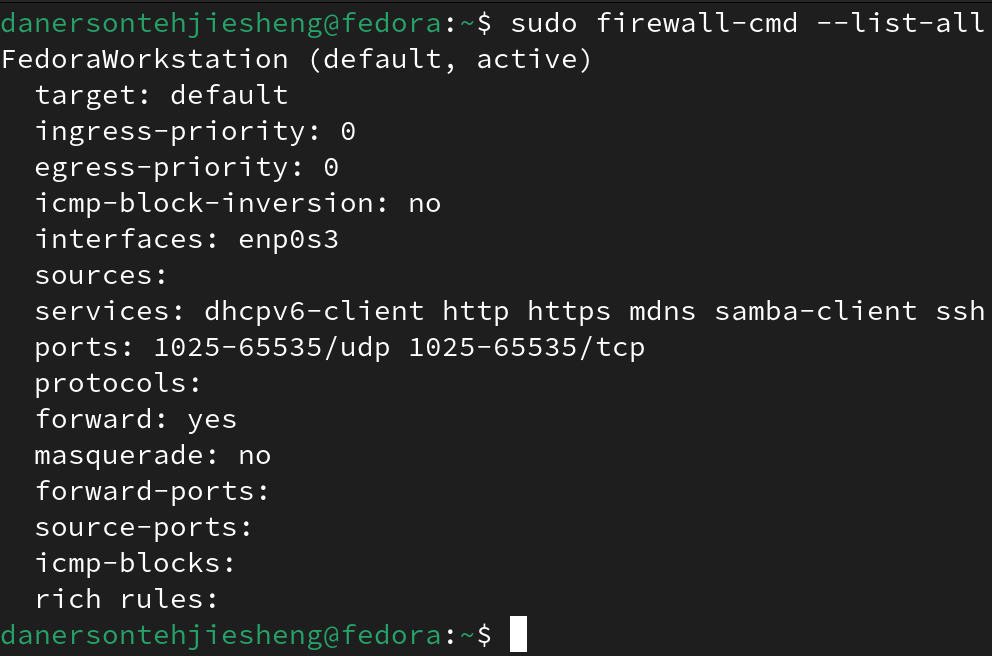 danersontehjiesheng@fedora:~$ sudo firewall-cmd --list-all
FedoraWorkstation (default, active)
  target: default
  ingress-priority: 0
  egress-priority: 0
  icmp-block-inversion: no
  interfaces: enp0s3
  sources:
  services: dhcpv6-client http https mdns samba-client ssh
  ports: 1025-65535/udp 1025-65535/tcp
  protocols:
  forward: yes
  masquerade: no
  forward-ports:
  source-ports:
  icmp-blocks:
  rich rules:
danersontehjiesheng@fedora:~$